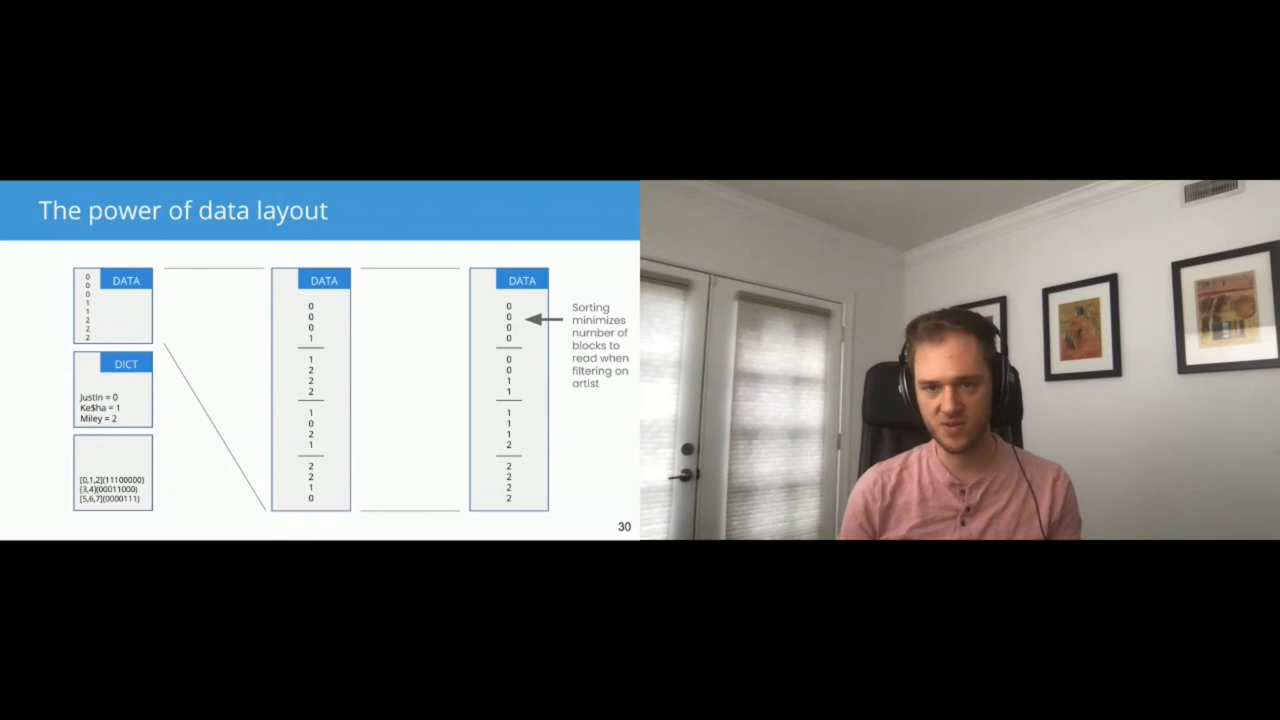 The power of data layout
DATA
0
0
0
1
1
2
2
2
DICT
Justin = 0
Ke$ha = 1
Miley = 2
[0,1,2](11100000)
[3,4](00011000)
[5,6,7](0000111)
DATA
0
0
0
1
1
2
2
2
1
0
2
1
2
2
1
0
DATA
0
0
0
0
0
0
1
1
1
1
1
2
2
2
2
2
Sorting
minimizes
number of
blocks to
read when
filtering on
artist
30